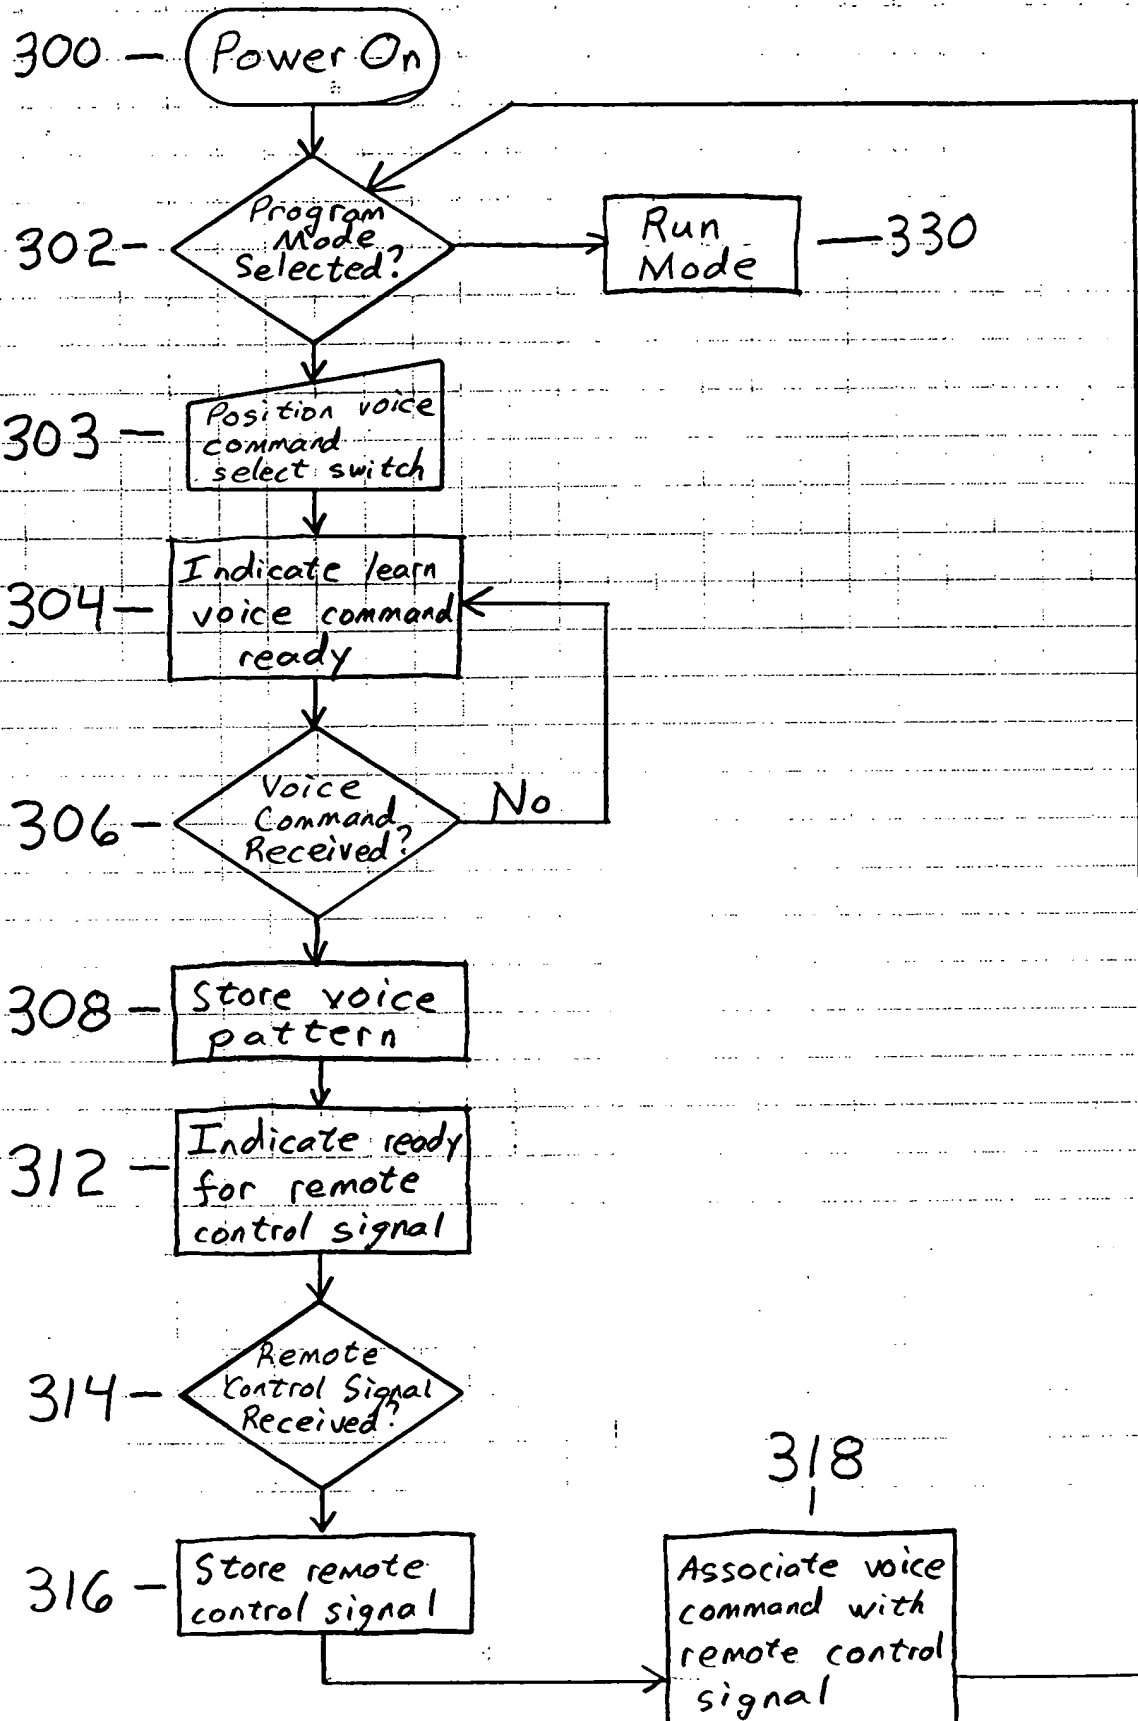 300
Power On
302
Program
Mode
Selected?
Run
Mode
330
303
Position voice
command
select switch
304
Indicate learn
voice command
ready
306
Voice
Command
Received?
No
308
Store voice
pattern
312
Indicate ready
for remote
control signal
314
Remote
Control Signal
Received?
316
Store remote
control signal
318
Associate voice
command with
remote control
signal